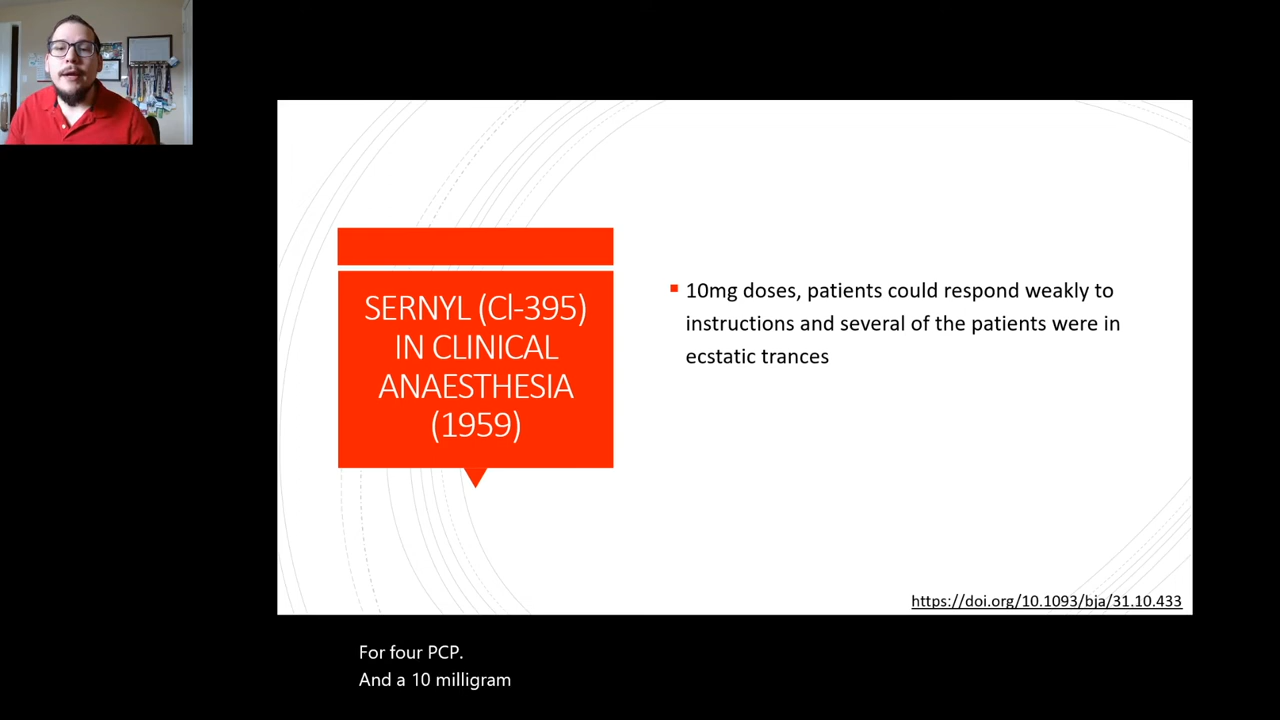 SERNYL (Cl-395)
IN CLINICAL
ANAESTHESIA
(1959)
10mg doses, patients could respond weakly to
instructions and several of the patients were in
ecstatic trances
https://doi.org/10.1093/bja/31.10.433
For four PCP.
And a 10 milligram